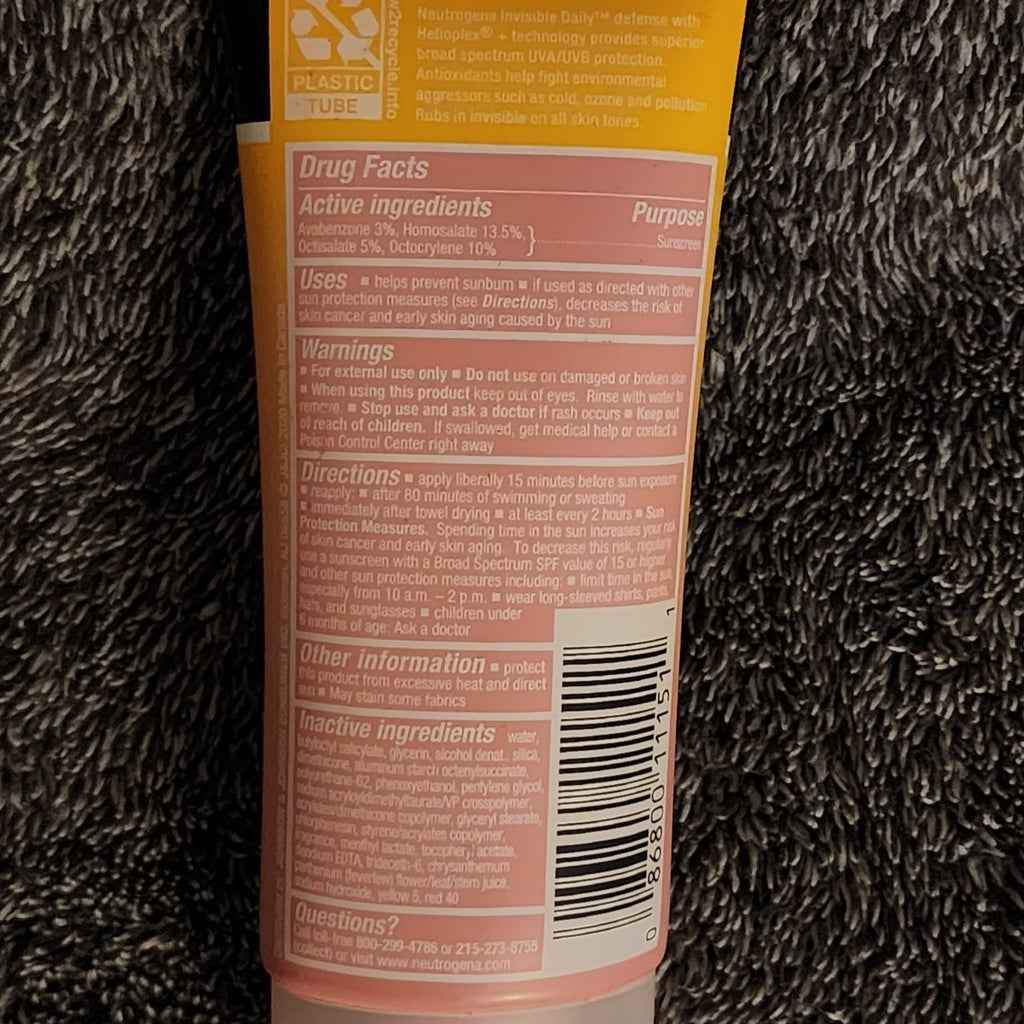 PLASTIC
TUBE
w2recycle.info
Neutrogena Invisible Daily™ defense with
Helioplex® + technology provides superior
broad spectrum UVA/UVB protection.
Antioxidants help fight environmental
aggressors such as cold, ozone and pollution
Rubs in invisible on all skin tones.
Drug Facts
Active ingredients Purpose
Avobenzone 3%, Homosalate 13.5%,
Octisalate 5%, Octocrylene 10% Sunscreen
Uses ■ helps prevent sunburn ■ if used as directed with other
sun protection measures (see Directions), decreases the risk of
skin cancer and early skin aging caused by the sun
Warnings
■ For external use only ■ Do not use on damaged or broken skin
■ When using this product keep out of eyes. Rinse with water to
remove. ■ Stop use and ask a doctor if rash occurs ■ Keep out
of reach of children. If swallowed, get medical help or contact a
Poison Control Center right away
Directions ■ apply liberally 15 minutes before sun exposure
■ reapply: ■ after 80 minutes of swimming or sweating
■ immediately after towel drying ■ at least every 2 hours ■ Sun
Protection Measures. Spending time in the sun increases your risk
of skin cancer and early skin aging. To decrease this risk, regularly
use a sunscreen with a Broad Spectrum SPF value of 15 or higher
and other sun protection measures including: ■ limit time in the sun,
especially from 10 a.m. – 2 p.m. ■ wear long-sleeved shirts, pants,
hats, and sunglasses ■ children under
6 months of age: Ask a doctor
Other information ■ protect
this product from excessive heat and direct
sun ■ May stain some fabrics
Inactive ingredients water,
butyloctyl salicylate, glycerin, alcohol denat., silica,
dimethicone, aluminum starch octenylsuccinate,
polyurethane-62, phenoxyethanol, pentylene glycol,
sodium acryloyldimethyltaurate/VP crosspolymer,
acrylates/dimethicone copolymer, glyceryl stearate,
chlorphenesin, styrene/acrylates copolymer,
fragrance, menthyl lactate, tocopheryl acetate,
disodium EDTA, trideceth-6, chrysanthemum
parthenium (feverfew) flower/leaf/stem juice,
sodium hydroxide, yellow 5, red 40
Questions?
Call toll-free 800-299-4786 or 215-273-8755
(collect) or visit www.neutrogena.com
0 86800 11151 1
2020 Made in Canada